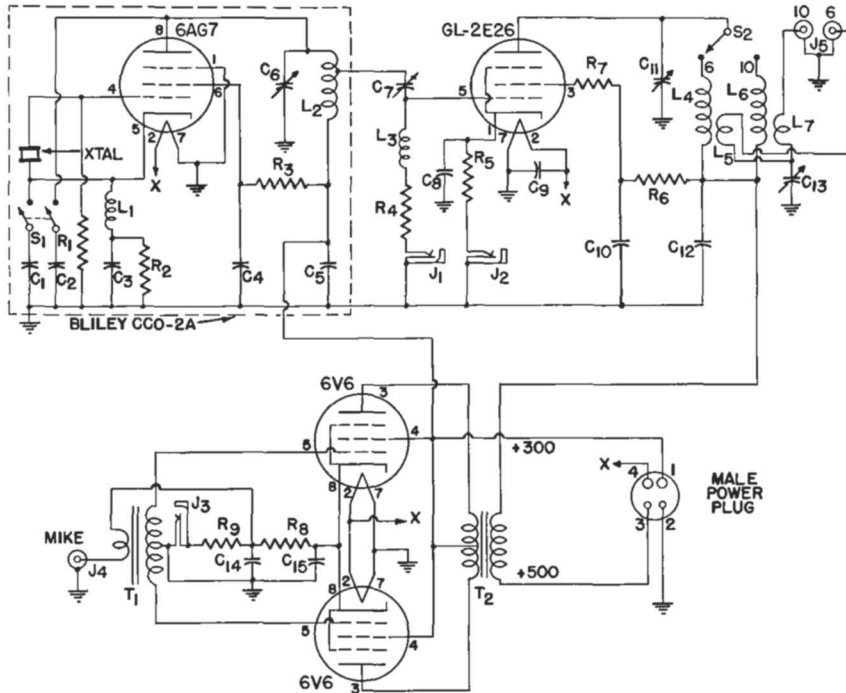 6AG7
8
1
6
4
5
2
7
X
XTAL
S1
R1
L1
C1
C2
C3
R2
R3
C4
C5
C6
L2
BLILEY CCO-2A
GL-2E26
C7
5
3
1
7
2
X
R7
L3
R4
C8
R5
C9
J1
J2
C10
R6
C11
S2
6
10
L4
L6
L5
L7
C12
C13
10
6
J5
6V6
3
5
4
8
2
7
X
MIKE
J4
T1
J3
R9
R8
C14
C15
T2
+300
+500
X
4
1
3
2
MALE
POWER
PLUG
2
7
8
5
4
6V6
3